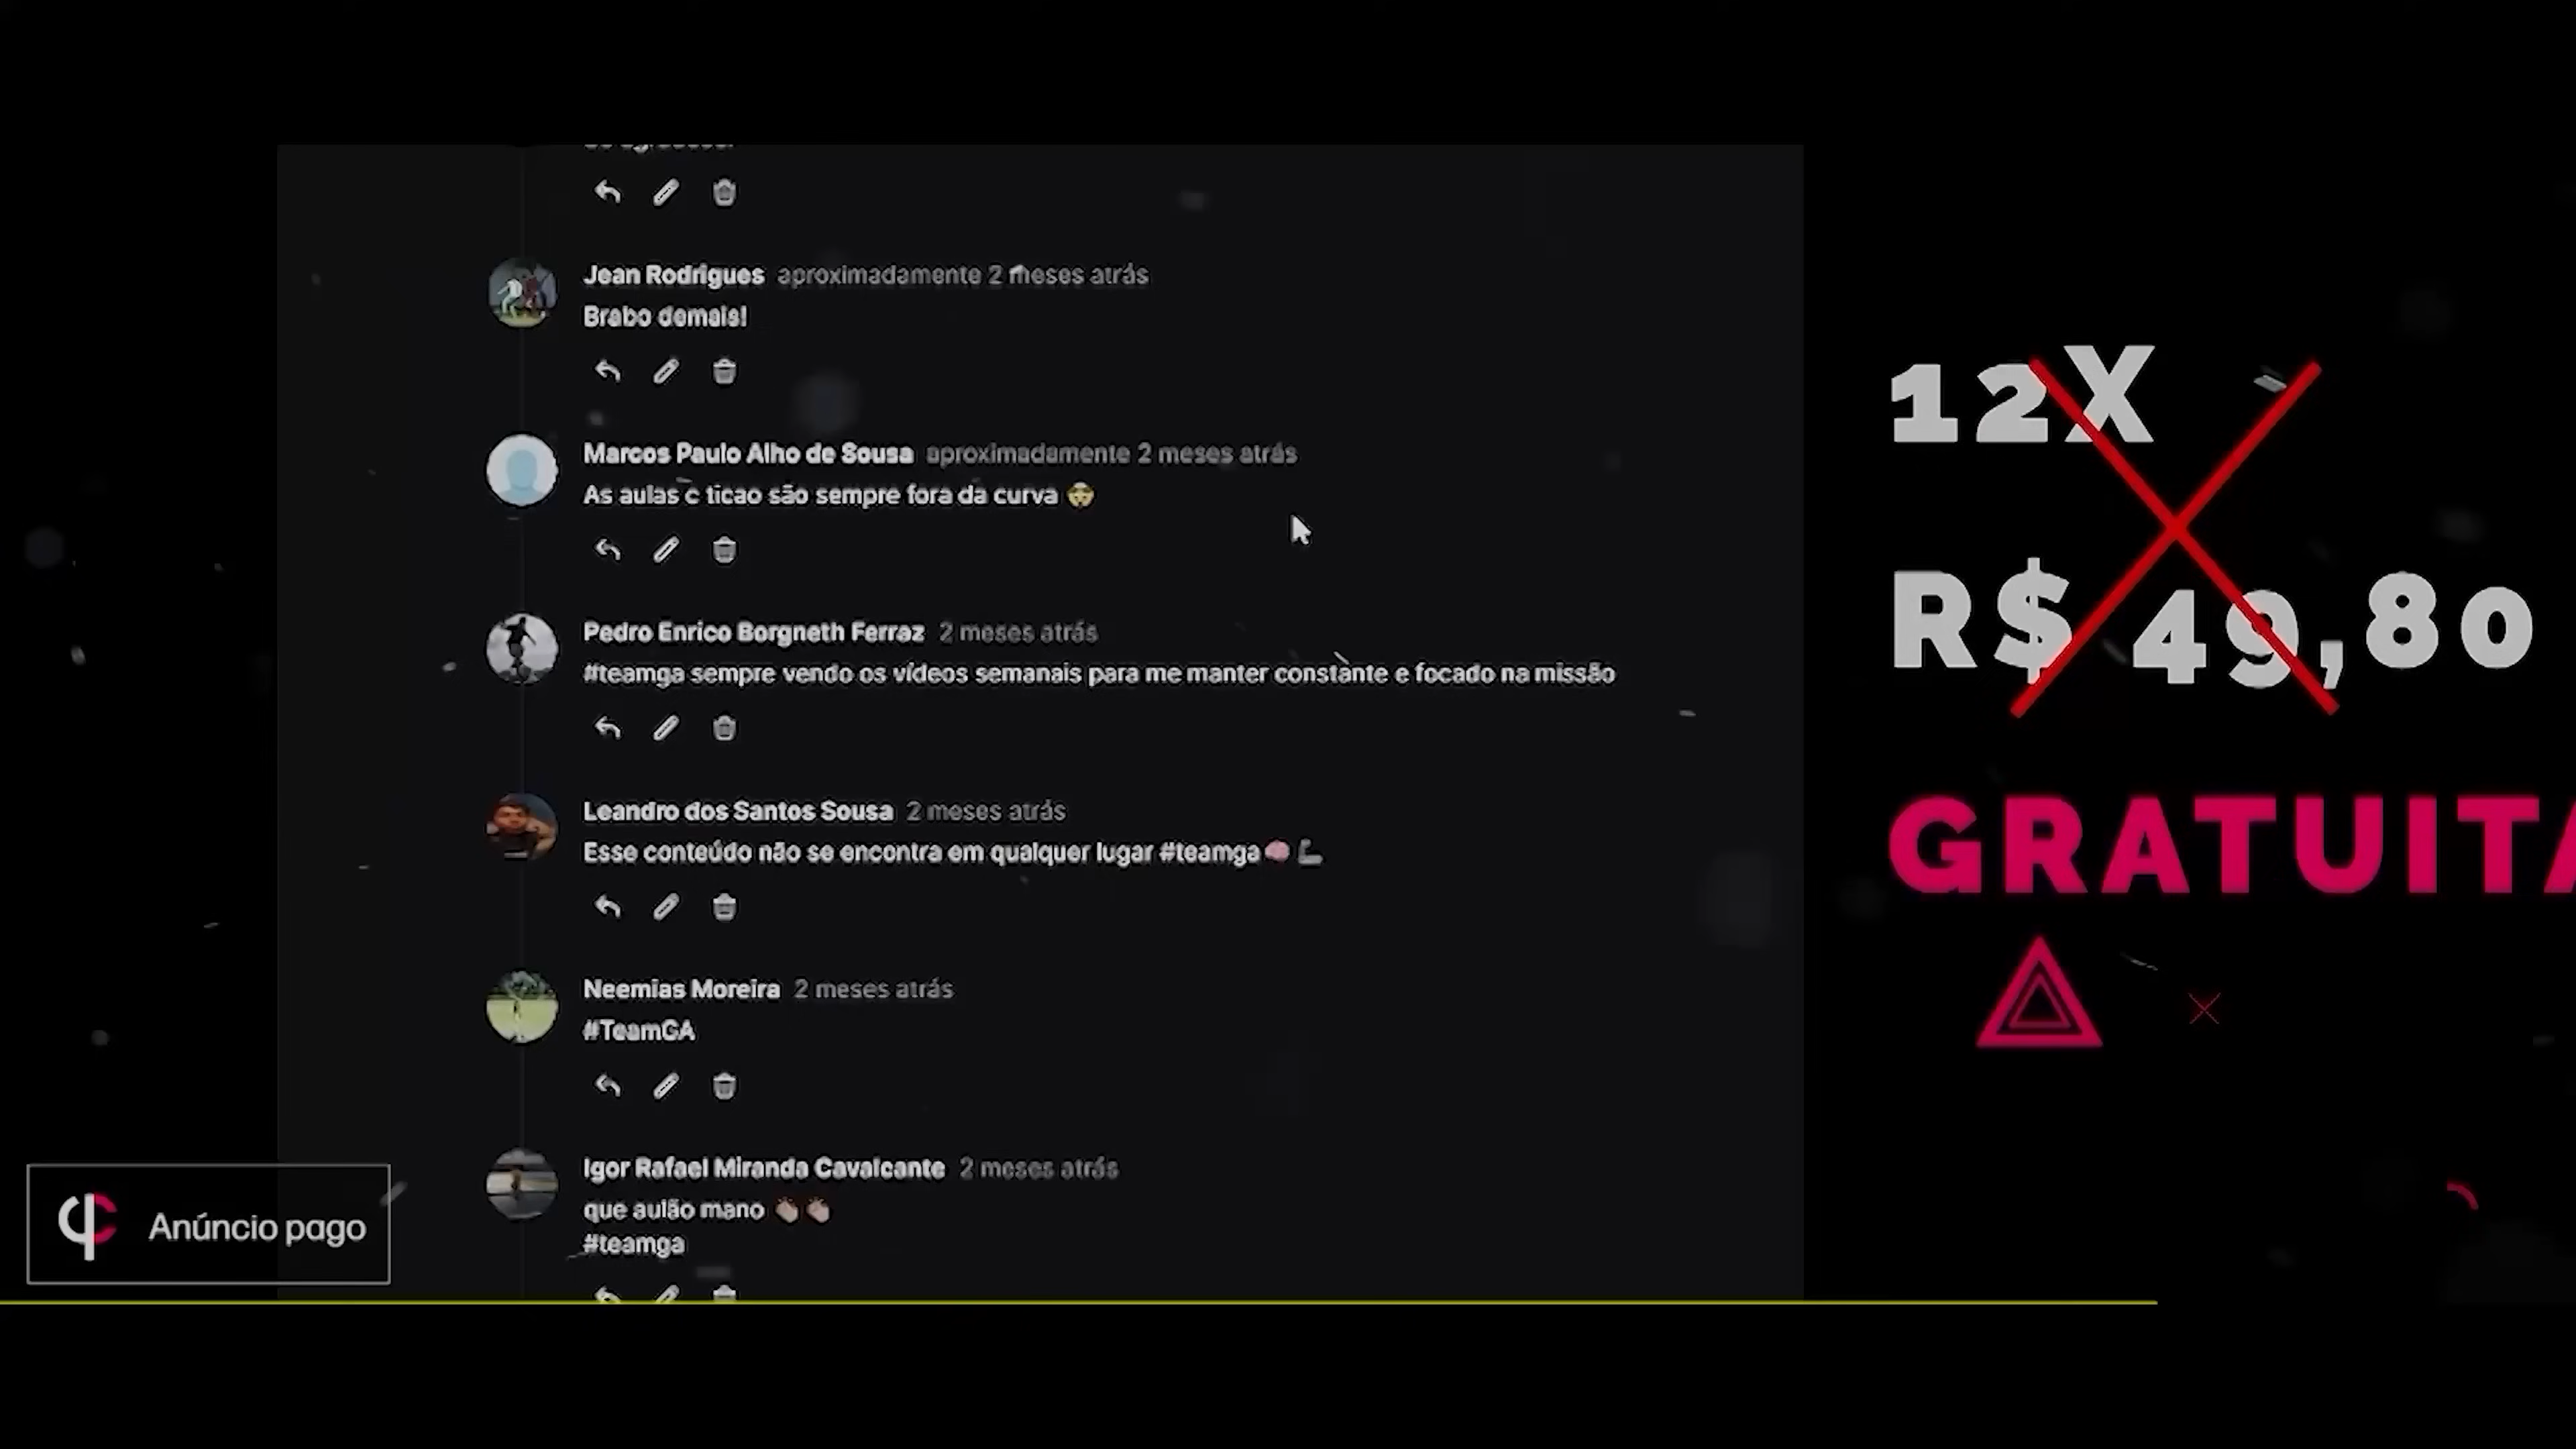 Jean Rodrigues aproximadamente 2 meses atrás
Brabo demais!
Marcos Paulo Alho de Sousa aproximadamente 2 meses atrás
As aulas c ticao são sempre fora da curva
Pedro Enrico Borgneth Ferraz 2 meses atrás
#teamga sempre vendo os vídeos semanais para me manter constante e focado na missão
Leandro dos Santos Sousa 2 meses atrás
Esse conteúdo não se encontra em qualquer lugar #teamga
Neemias Moreira 2 meses atrás
#TeamGA
Igor Rafael Miranda Cavalcante 2 meses atrás
que aulão mano
#teamga
12X
R$ 49,80
GRATUITA
Anúncio pago